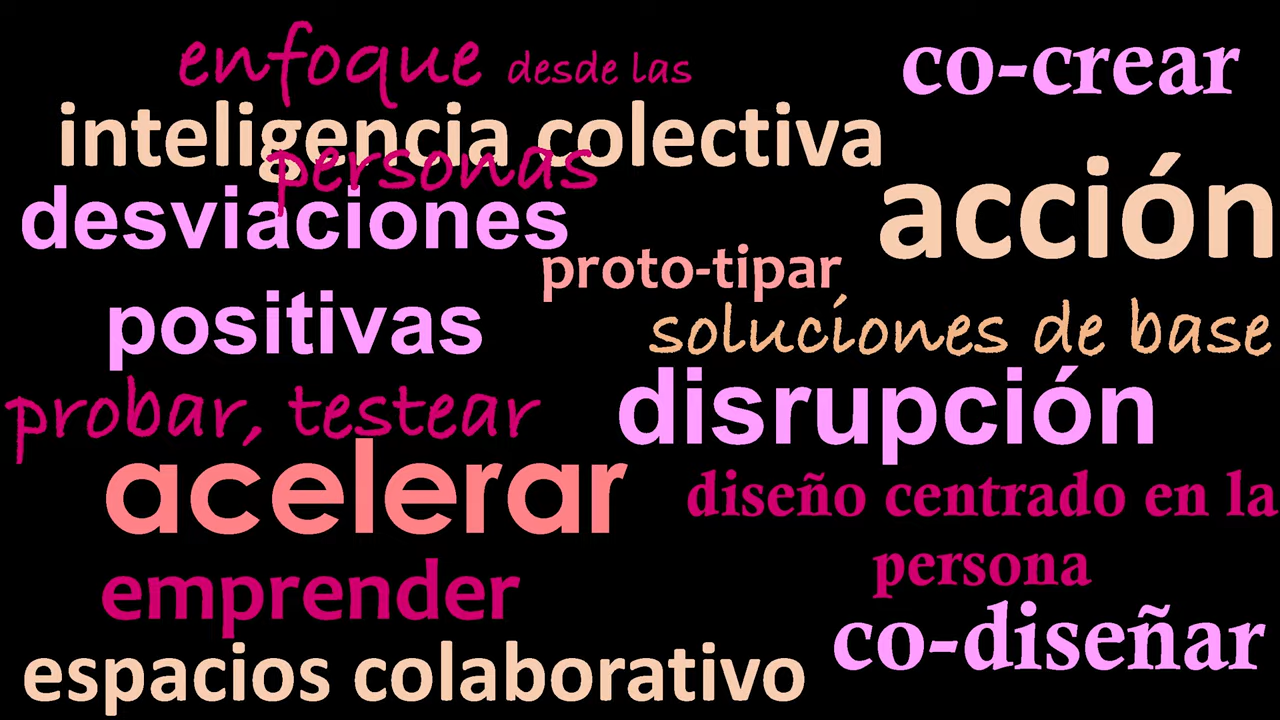 enfoque desde las
personas
co-crear
inteligencia colectiva
acción
desviaciones
positivas
proto-tipar
soluciones de base
probar, testear
disrupción
acelerar
diseño centrado en la
persona
emprender
co-diseñar
espacios colaborativo